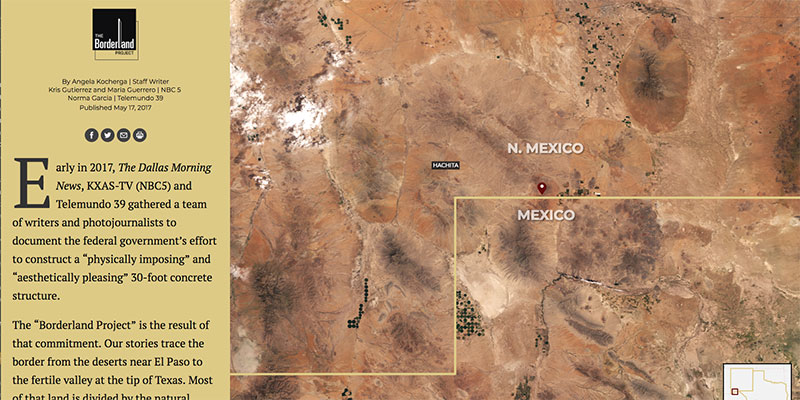 THE
BorderLand
PROJECT
By Angela Kocherga | Staff Writer
Kris Gutierrez and Maria Guerrero | NBC 5
Norma Garcia | Telemundo 39
Published May 17, 2017
Early in 2017, The Dallas Morning
News, KXAS-TV (NBC5) and
Telemundo 39 gathered a team
of writers and photojournalists to
document the federal government's effort
to construct a “physically imposing” and
“aesthetically pleasing” 30-foot concrete
structure.
The “Borderland Project” is the result of
that commitment. Our stories trace the
border from the deserts near El Paso to
the fertile valley at the tip of Texas. Most
of that land is divided by the natural
N. MEXICO
HACHITA
MEXICO